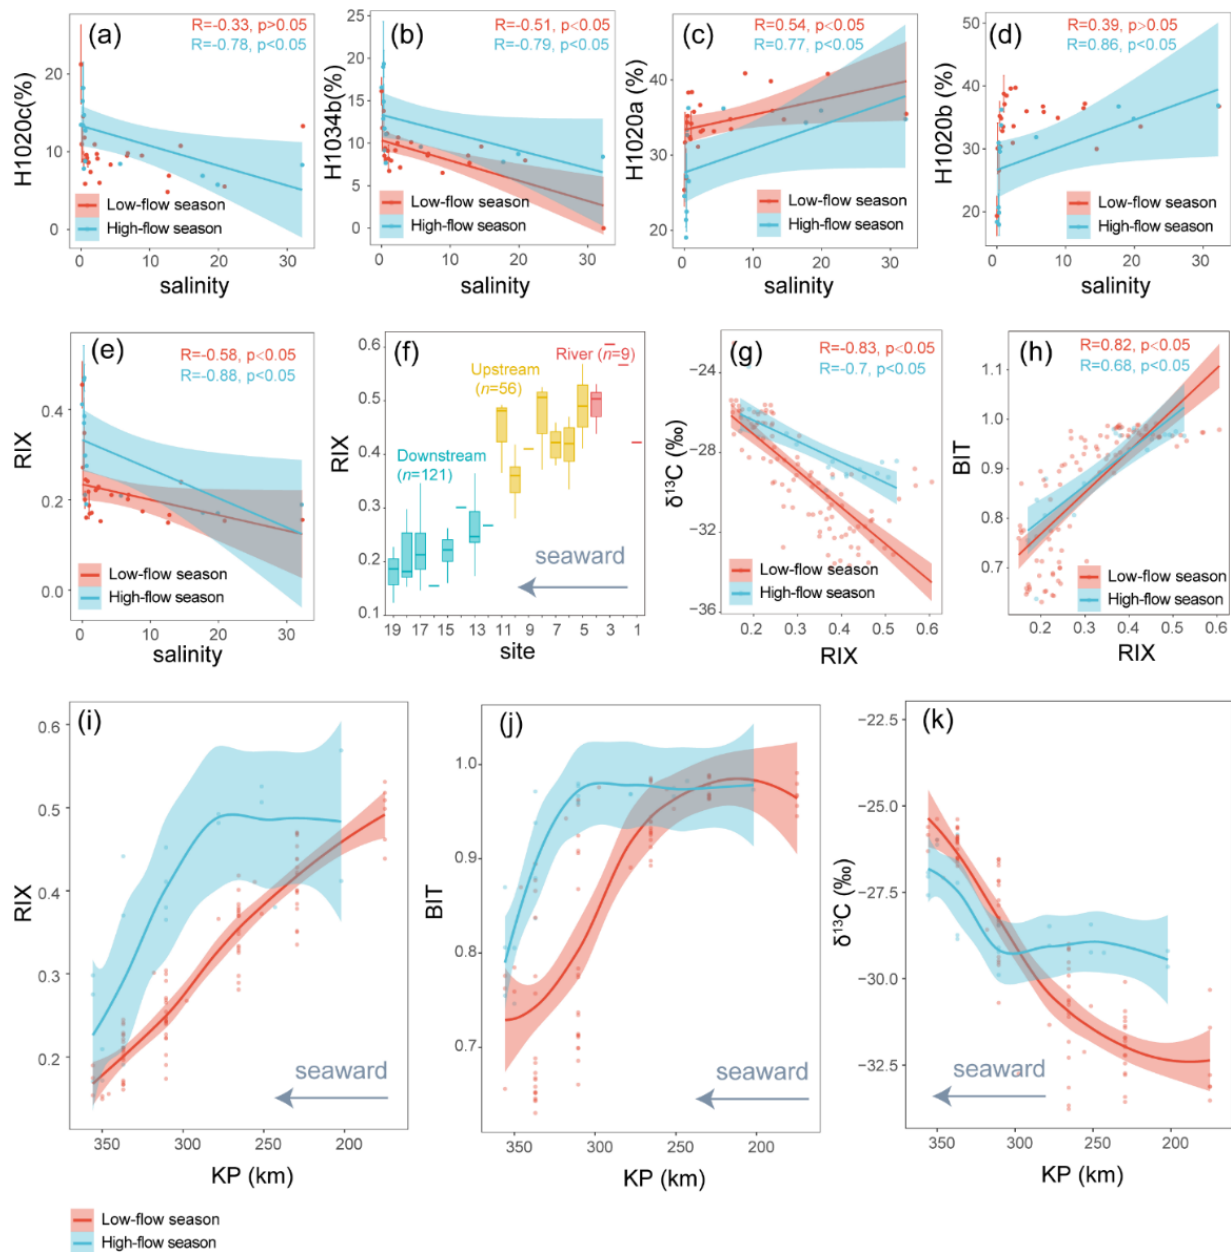 (a)
R=-0.33, p>0.05
R=-0.78, p<0.05
H1020c(%)
20
10
0
Low-flow season
High-flow season
0
10
20
30
salinity
(b)
R=-0.51, p<0.05
R=-0.79, p<0.05
H1034b(%)
25
20
15
10
5
0
Low-flow season
High-flow season
0
10
20
30
salinity
(c)
R=0.54, p<0.05
R=0.77, p<0.05
H1020a (%)
50
40
30
20
Low-flow season
High-flow season
0
10
20
30
salinity
(d)
R=0.39, p>0.05
R=0.86, p<0.05
H1020b (%)
50
40
30
20
Low-flow season
High-flow season
0
10
20
30
salinity
(e)
R=-0.58, p<0.05
R=-0.88, p<0.05
RIX
0.4
0.2
0.0
Low-flow season
High-flow season
0
10
20
30
salinity
(f)
River (n=9)
Upstream
(n=56)
Downstream
(n=121)
seaward
RIX
0.6
0.5
0.4
0.3
0.2
0.1
19
17
15
13
11
9
7
5
3
1
site
(g)
R=-0.83, p<0.05
R=-0.7, p<0.05
δ¹³C (‰)
−24
−28
−32
−36
Low-flow season
High-flow season
0.2
0.3
0.4
0.5
0.6
RIX
(h)
R=0.82, p<0.05
R=0.68, p<0.05
BIT
1.1
1.0
0.9
0.8
0.7
Low-flow season
High-flow season
0.2
0.3
0.4
0.5
0.6
RIX
(i)
RIX
0.6
0.5
0.4
0.3
0.2
seaward
350
300
250
200
KP (km)
(j)
BIT
1.0
0.9
0.8
0.7
seaward
350
300
250
200
KP (km)
(k)
δ¹³C (‰)
−22.5
−25.0
−27.5
−30.0
−32.5
seaward
350
300
250
200
KP (km)
Low-flow season
High-flow season